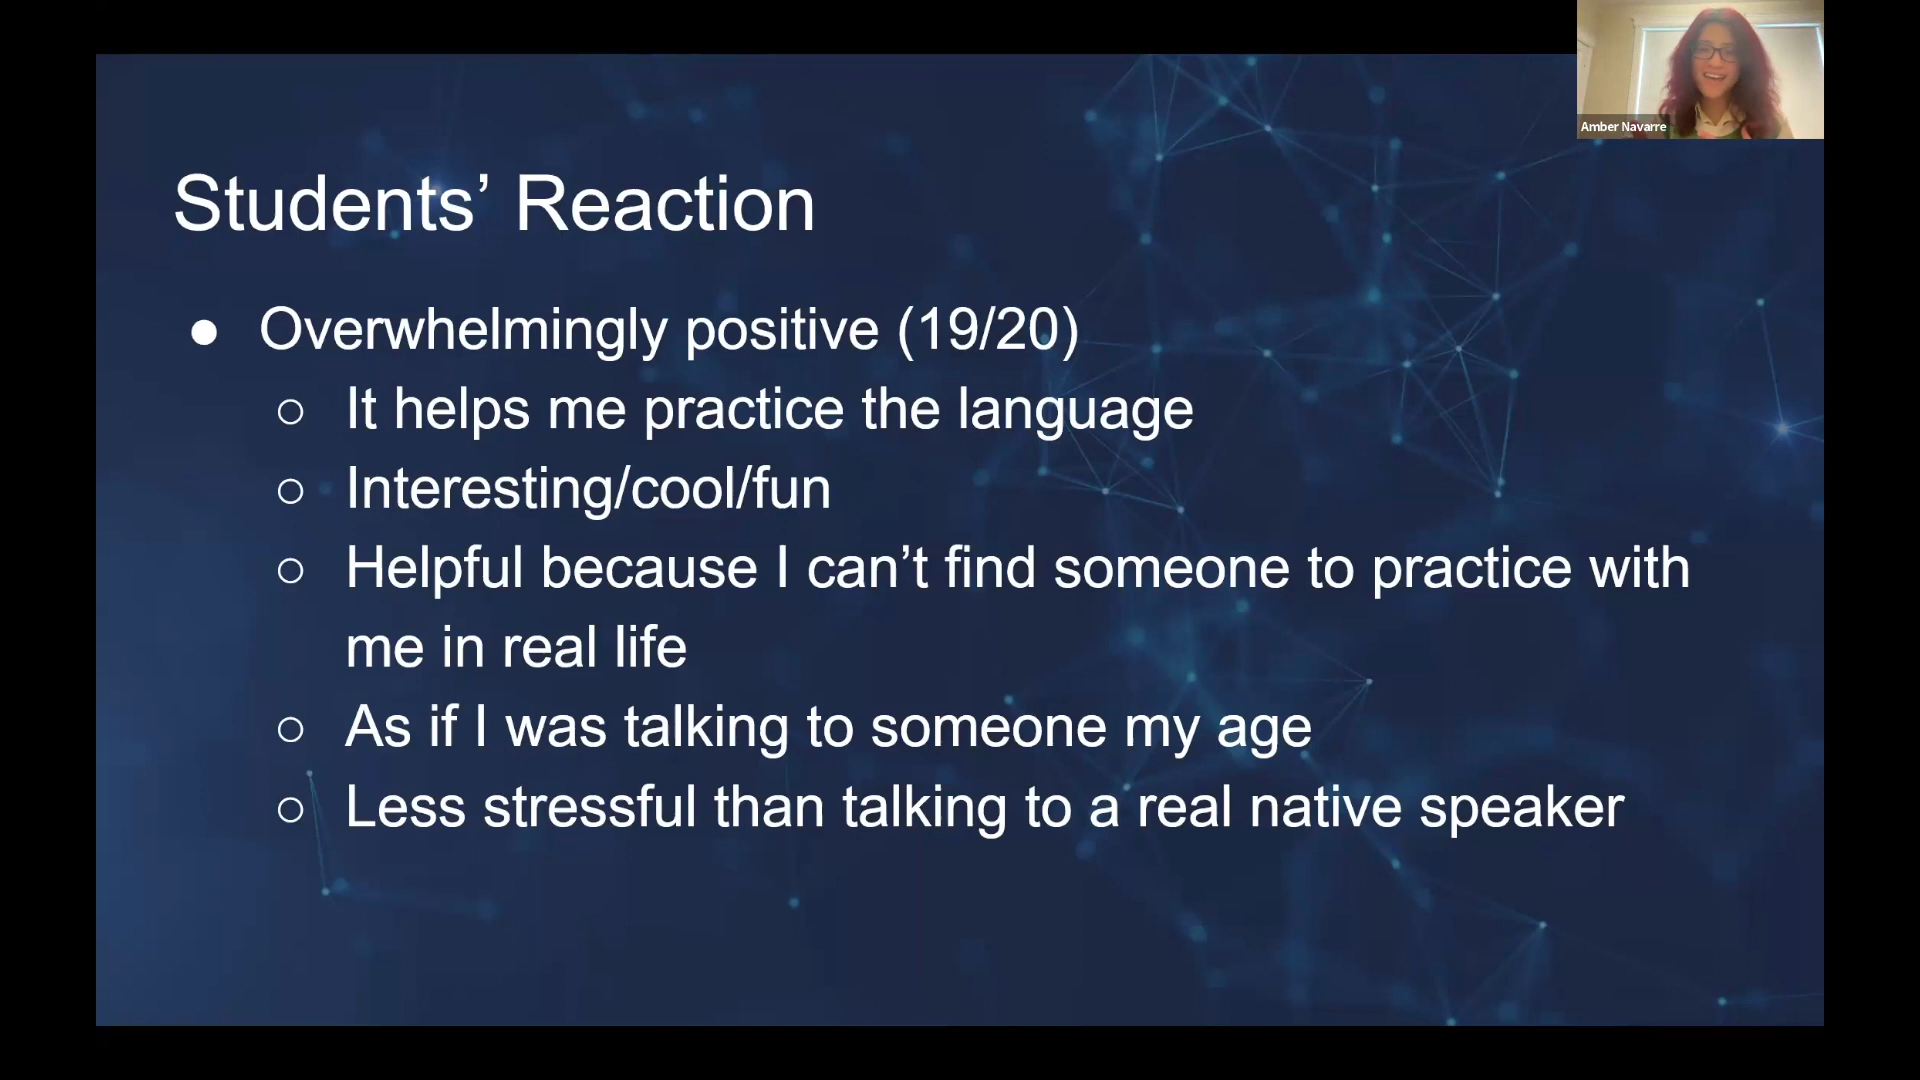 Amber Navarre
Students’ Reaction
● Overwhelmingly positive (19/20)
○ It helps me practice the language
○ Interesting/cool/fun
○ Helpful because I can’t find someone to practice with
me in real life
○ As if I was talking to someone my age
○ Less stressful than talking to a real native speaker